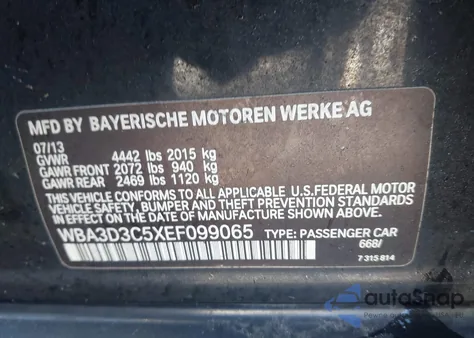 MFD BY BAYERISCHE MOTOREN WERKE AG
07/13
GVWR 4442 lbs 2015 kg
GAWR FRONT 2072 lbs 940 kg
GAWR REAR 2469 lbs 1120 kg
THIS VEHICLE CONFORMS TO ALL APPLICABLE U.S.FEDERAL MOTOR
VEHICLE SAFETY, BUMPER AND THEFT PREVENTION STANDARDS
IN EFFECT ON THE DATE OF MANUFACTURE SHOWN ABOVE.
WBA3D3C5XEF099065 TYPE: PASSENGER CAR
668/
7 315 814
autoSnap